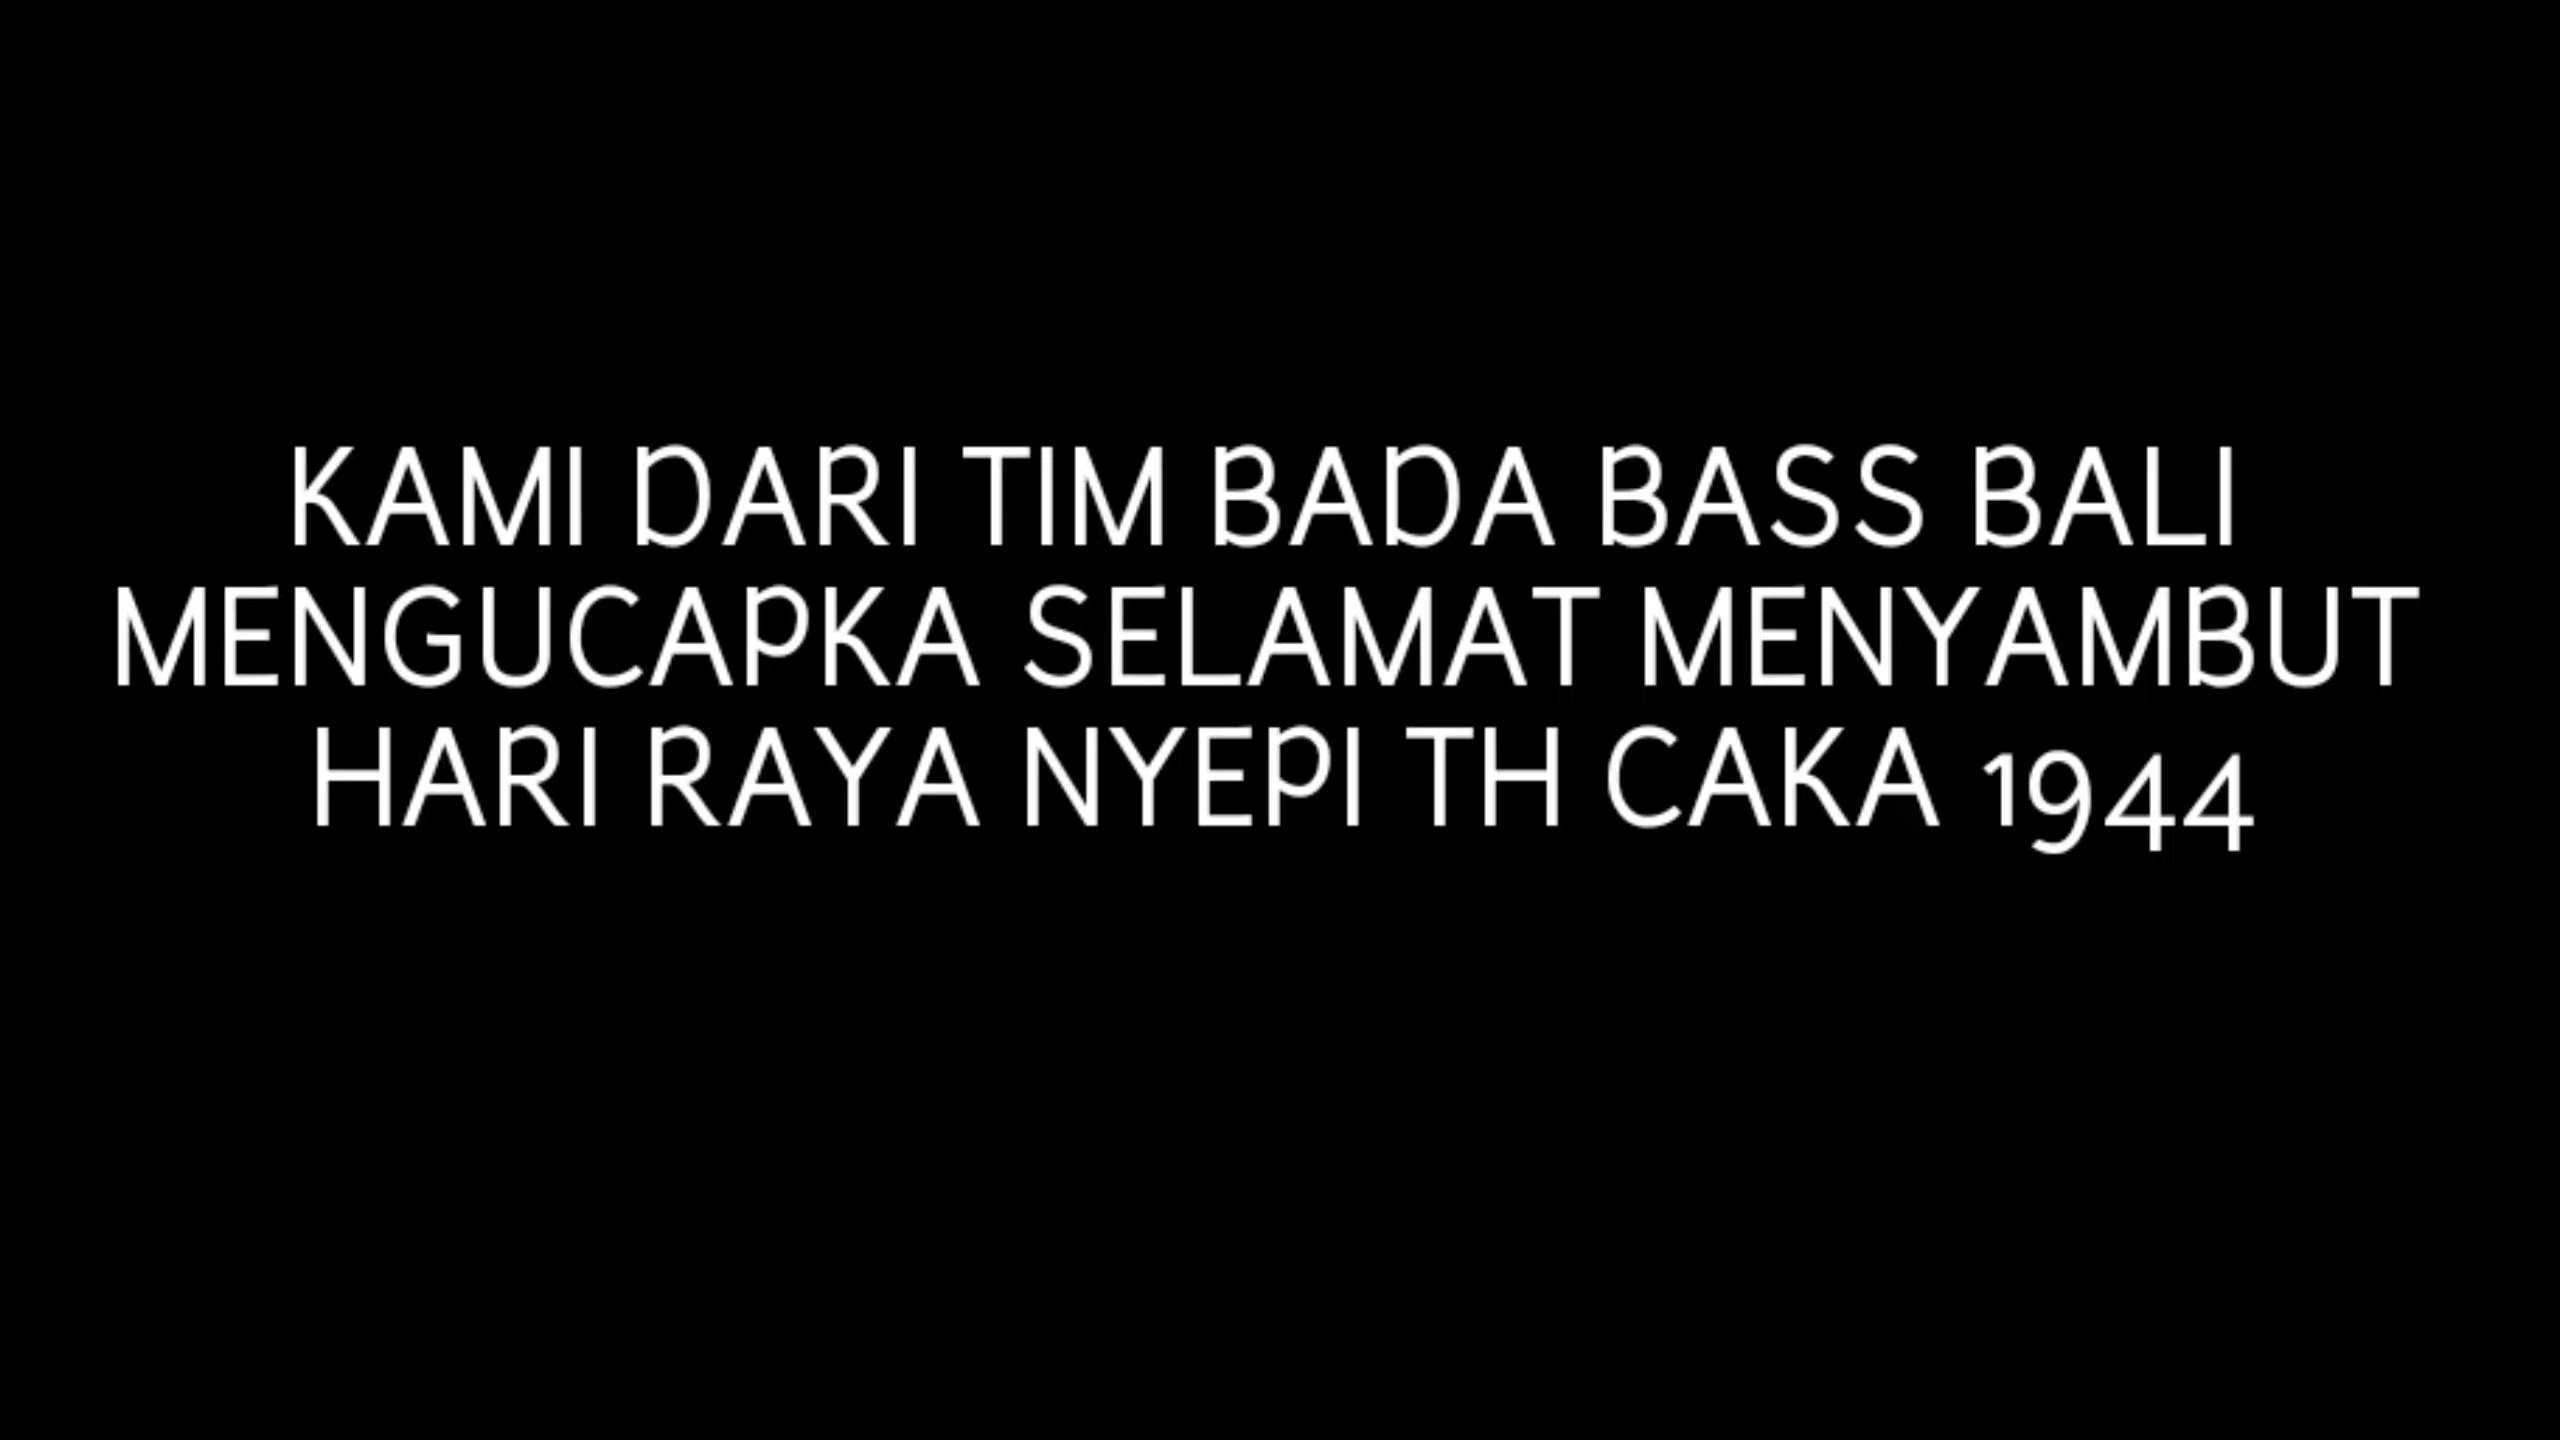 KAMI DARI TIM BADA BASS BALI
MENGUCAPKA SELAMAT MENYAMBUT
HARI RAYA NYEPI TH CAKA 1944